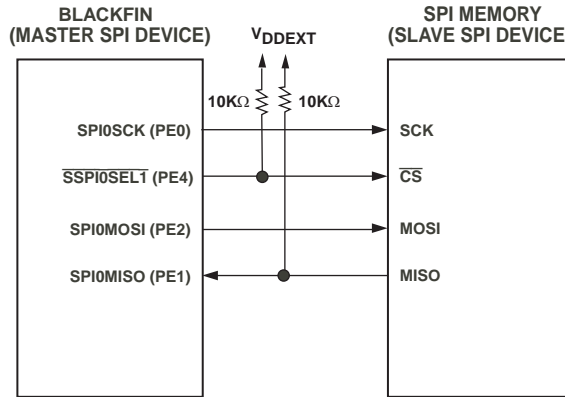 BLACKFIN
(MASTER SPI DEVICE)
SPI MEMORY
(SLAVE SPI DEVICE
VDDEXT
10KΩ 10KΩ
SPI0SCK (PE0) SCK
SSPI0SEL1 (PE4) CS
SPI0MOSI (PE2) MOSI
SPI0MISO (PE1) MISO